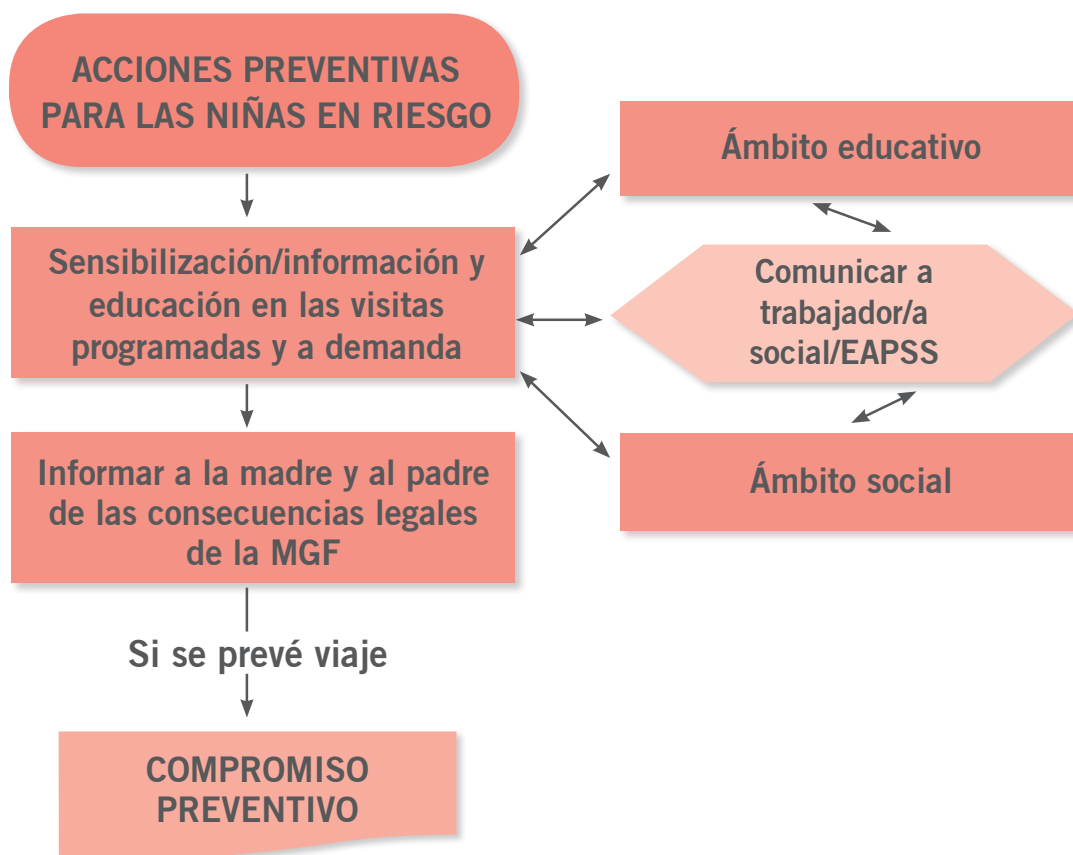 ACCIONES PREVENTIVAS
PARA LAS NIÑAS EN RIESGO
Sensibilización/información y
educación en las visitas
programadas y a demanda
Informar a la madre y al padre
de las consecuencias legales
de la MGF
Si se prevé viaje
COMPROMISO
PREVENTIVO
Ámbito educativo
Comunicar a
trabajador/a
social/EAPSS
Ámbito social